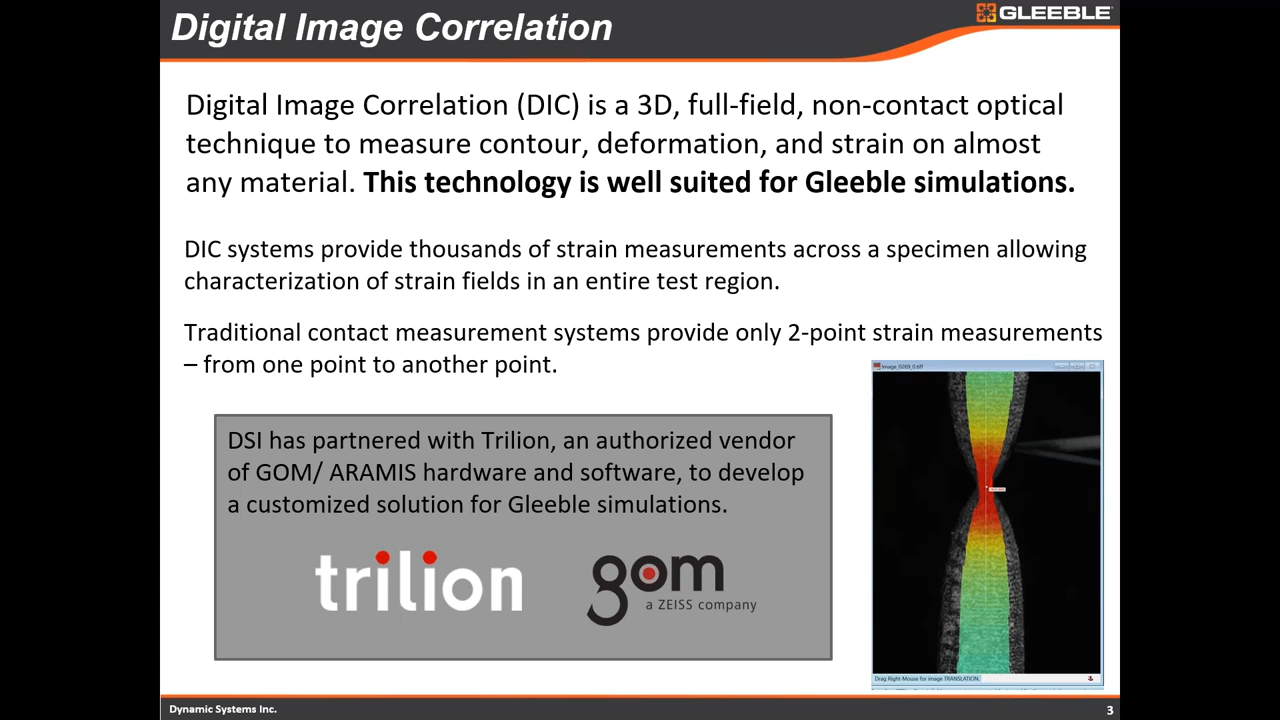 Digital Image Correlation
GLEEBLE
Digital Image Correlation (DIC) is a 3D, full-field, non-contact optical
technique to measure contour, deformation, and strain on almost
any material. This technology is well suited for Gleeble simulations.
DIC systems provide thousands of strain measurements across a specimen allowing
characterization of strain fields in an entire test region.
Traditional contact measurement systems provide only 2-point strain measurements
– from one point to another point.
DSI has partnered with Trilion, an authorized vendor
of GOM/ ARAMIS hardware and software, to develop
a customized solution for Gleeble simulations.
trilion
gom
a ZEISS company
Drag Right-Mouse for image TRANSLATION.
Dynamic Systems Inc.
3